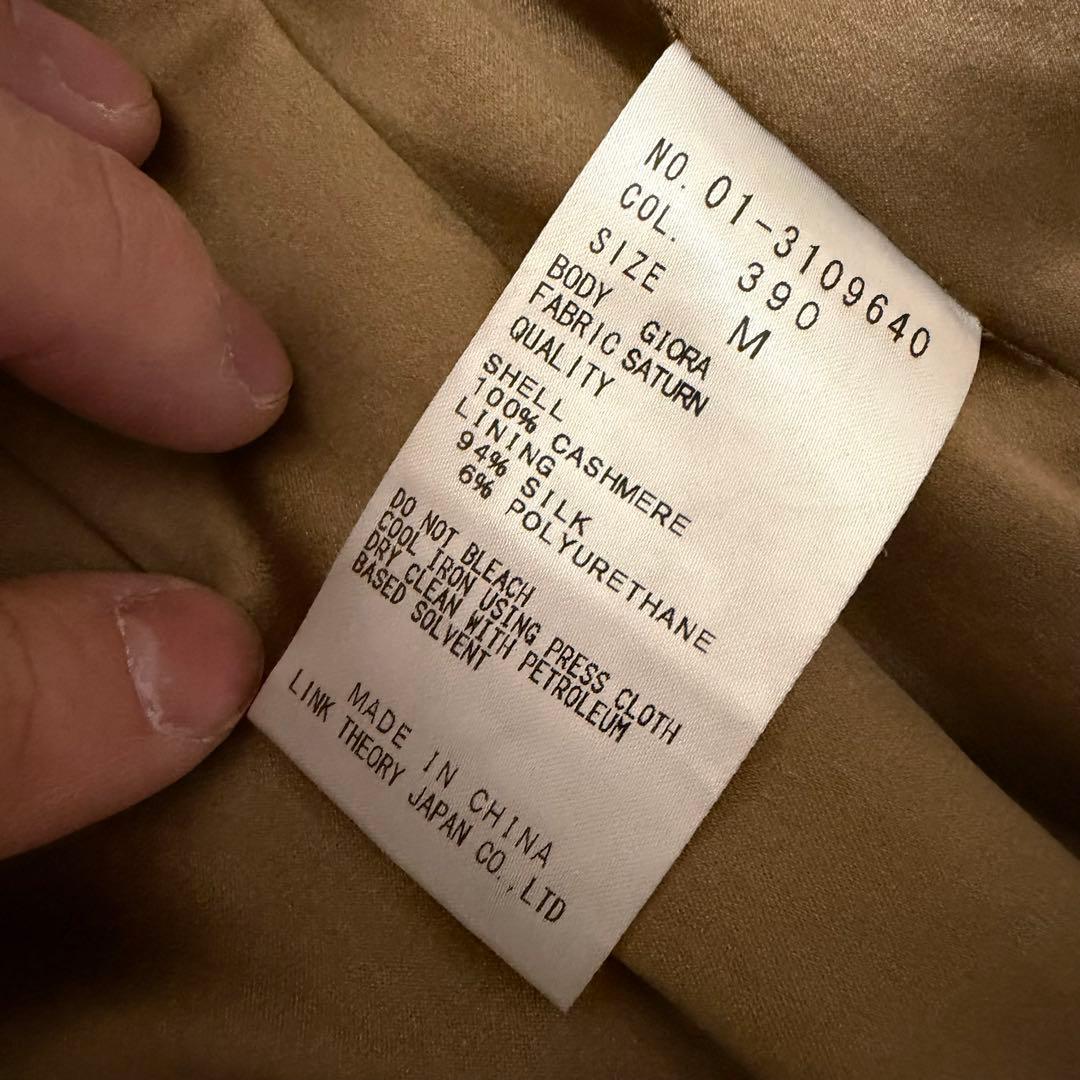 NO. 01-3109640
COL. 390
SIZE M
BODY GIORA
FABRIC SATURN
QUALITY
SHELL
100% CASHMERE
LINING
94% SILK
6% POLYURETHANE
DO NOT BLEACH
COOL IRON USING PRESS CLOTH
DRY CLEAN WITH PETROLEUM
BASED SOLVENT
MADE IN CHINA
LINK THEORY JAPAN CO.,LTD